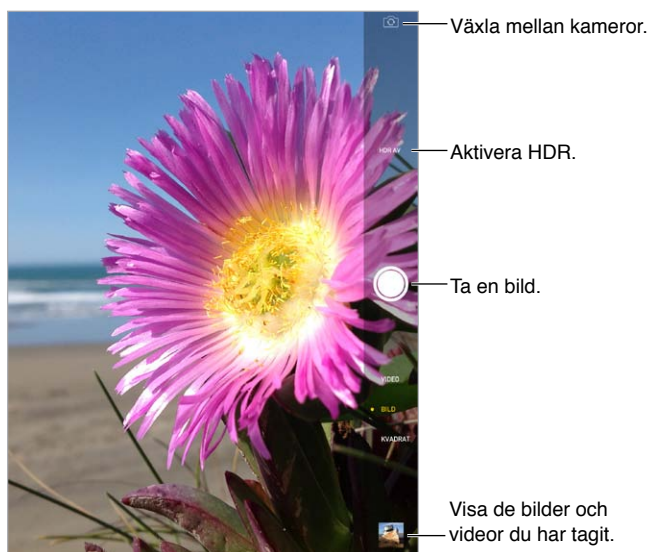 Växla mellan kameror.
HDR AV
Aktivera HDR.
Ta en bild.
VIDEO
BILD
KVADRAT
Visa de bilder och
videor du har tagit.